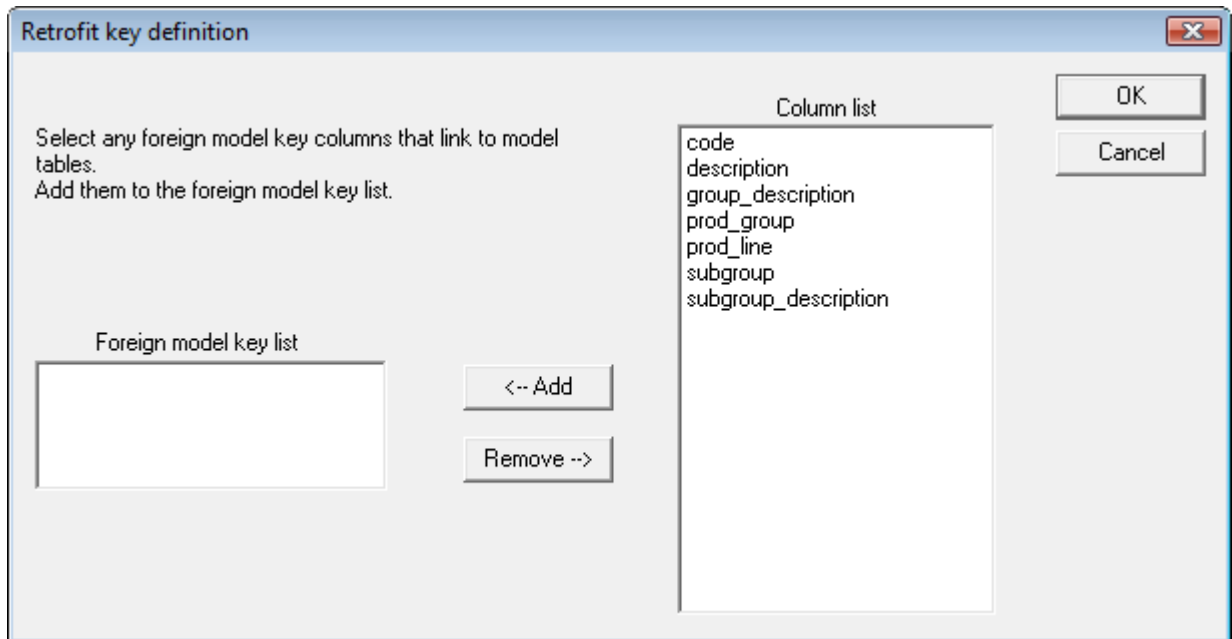 Retrofit key definition
Select any foreign model key columns that link to model
tables.
Add them to the foreign model key list.
Foreign model key list
<-- Add
Remove -->
Column list
code
description
group_description
prod_group
prod_line
subgroup
subgroup_description
OK
Cancel